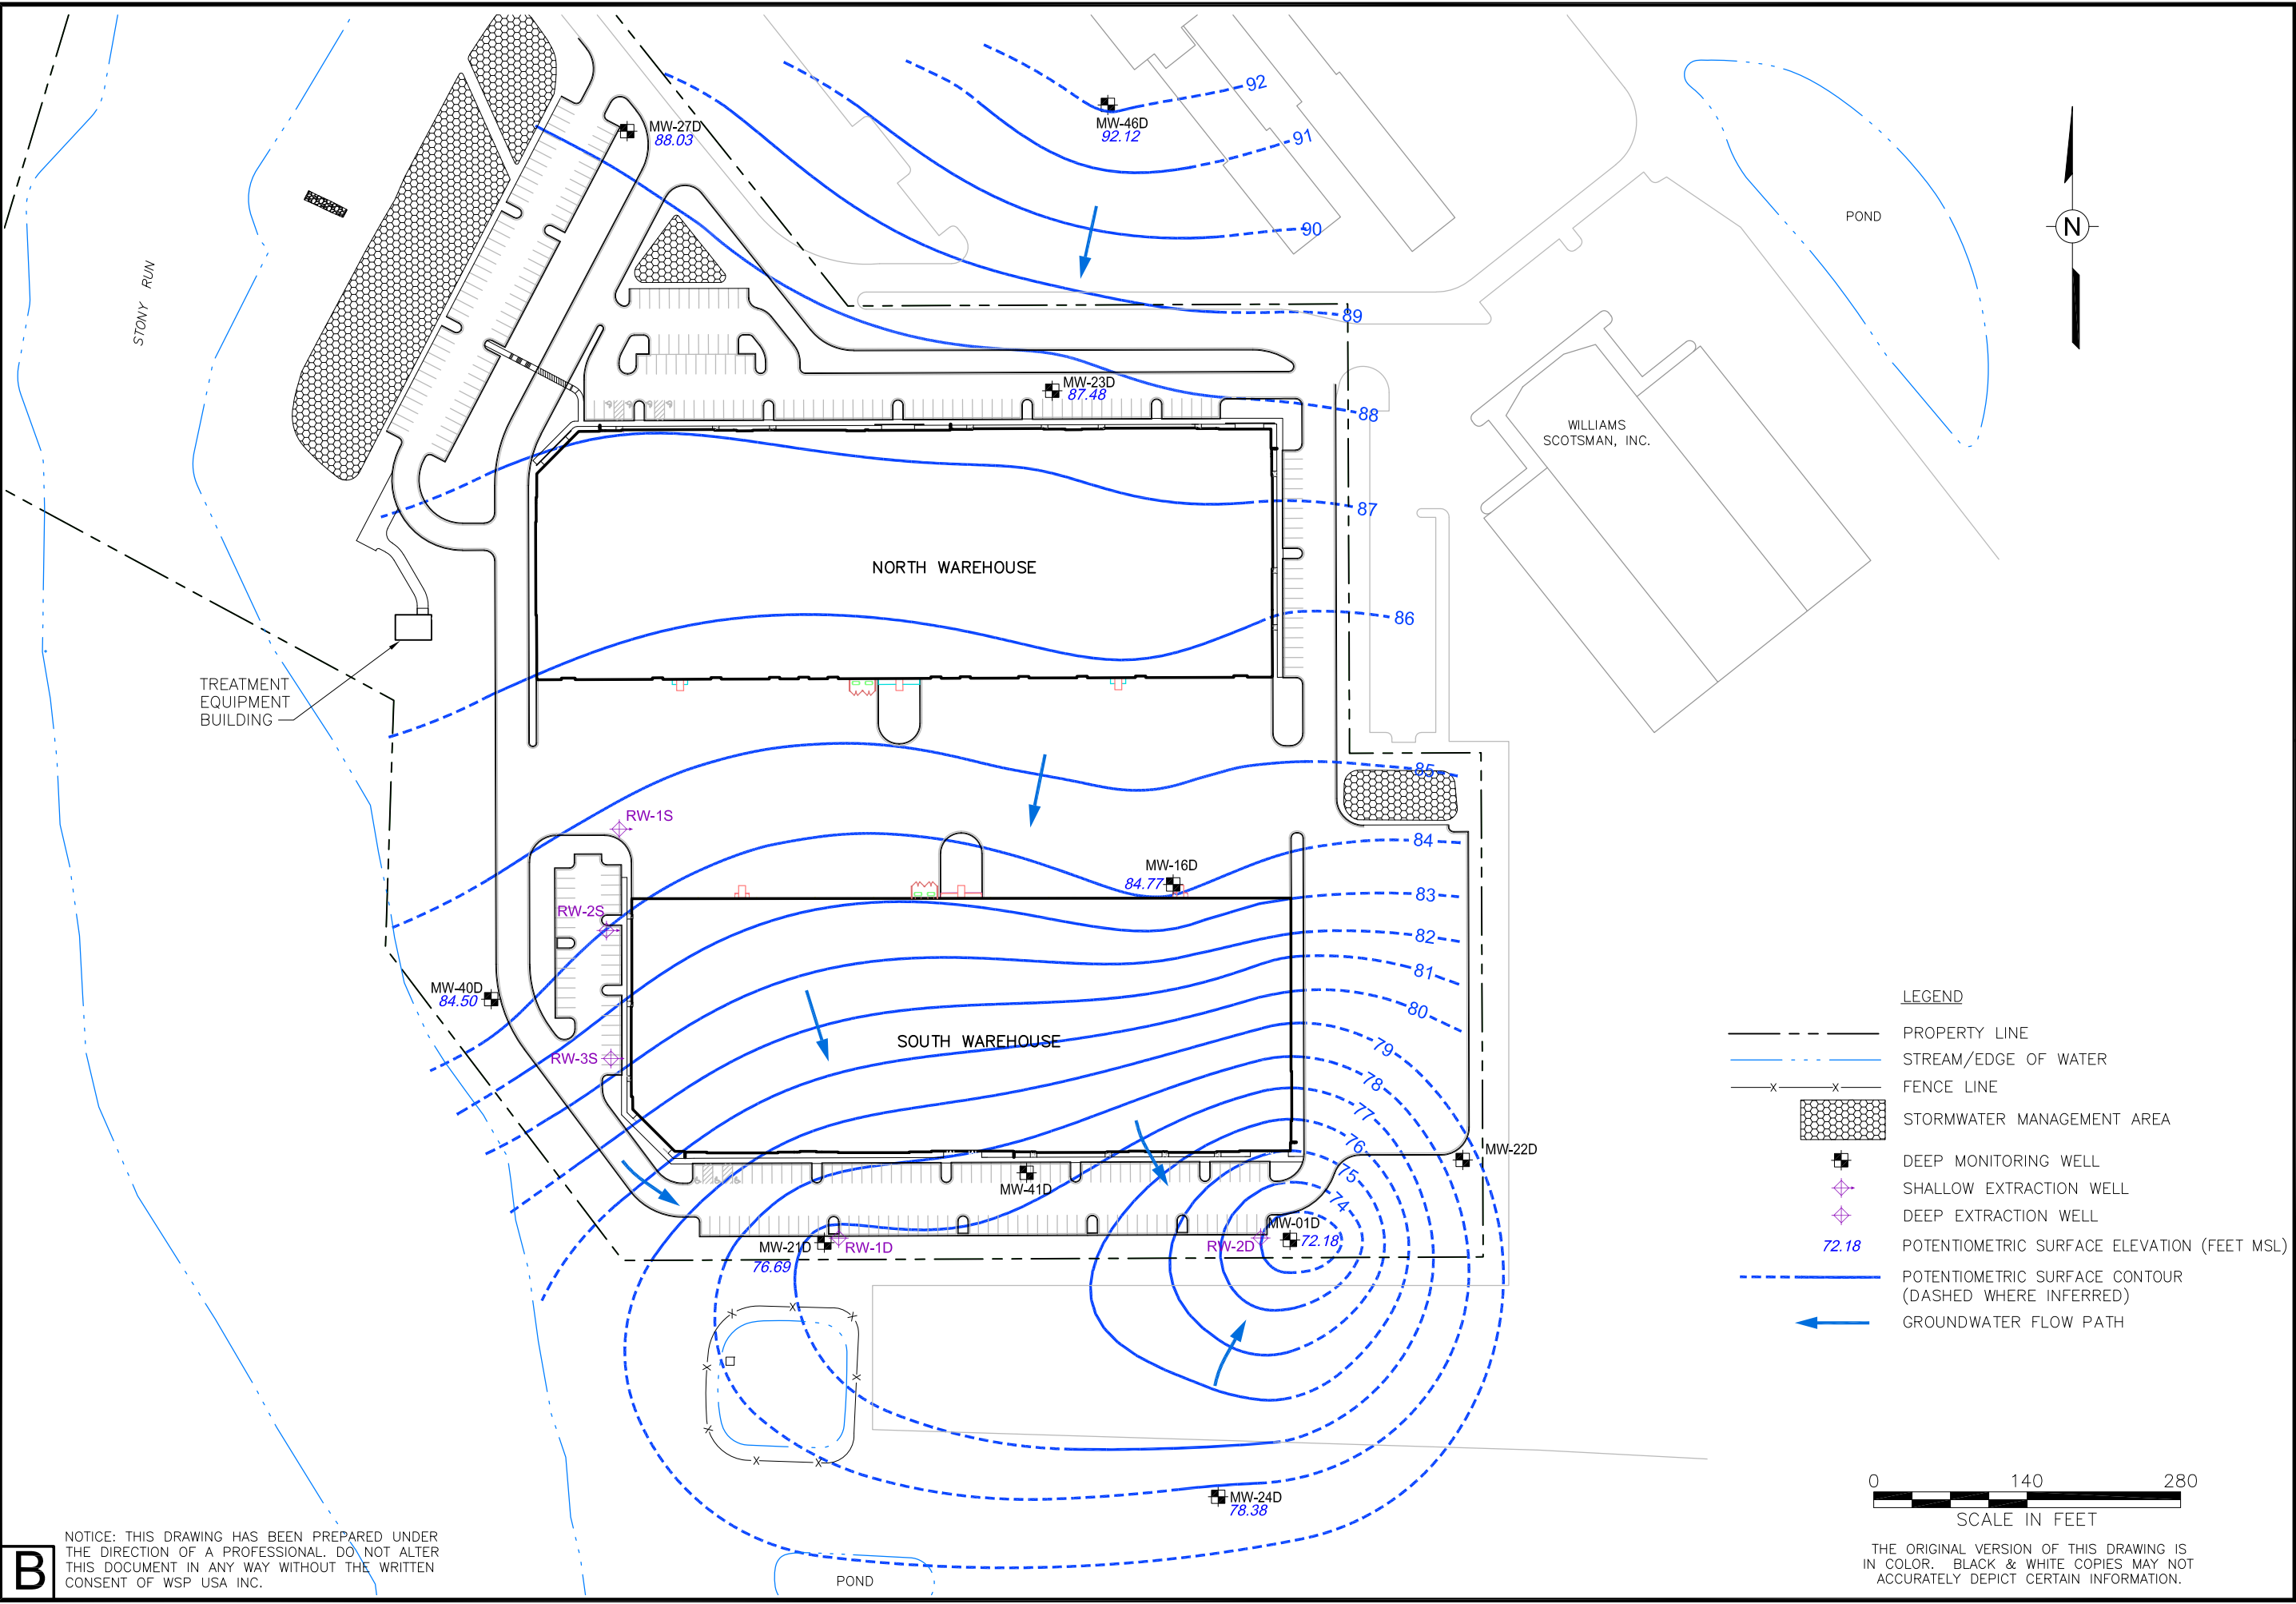 92
MW-27D
88.03
MW-46D
92.12
91
90
POND
N
STONY RUN
89
MW-23D
87.48
88
WILLIAMS
SCOTSMAN, INC.
87
NORTH WAREHOUSE
86
TREATMENT
EQUIPMENT
BUILDING
85
RW-1S
84
MW-16D
84.77
83
RW-2S
82
81
MW-40D
84.50
80
SOUTH WAREHOUSE
79
RW-3S
78
77
76
75
74
MW-22D
MW-41D
MW-01D
72.18
MW-21D
RW-1D
RW-2D
76.69
MW-24D
78.38
POND
LEGEND
PROPERTY LINE
STREAM/EDGE OF WATER
X X FENCE LINE
STORMWATER MANAGEMENT AREA
DEEP MONITORING WELL
SHALLOW EXTRACTION WELL
DEEP EXTRACTION WELL
72.18 POTENTIOMETRIC SURFACE ELEVATION (FEET MSL)
POTENTIOMETRIC SURFACE CONTOUR
(DASHED WHERE INFERRED)
GROUNDWATER FLOW PATH
0 140 280
SCALE IN FEET
THE ORIGINAL VERSION OF THIS DRAWING IS
IN COLOR. BLACK & WHITE COPIES MAY NOT
ACCURATELY DEPICT CERTAIN INFORMATION.
B
NOTICE: THIS DRAWING HAS BEEN PREPARED UNDER
THE DIRECTION OF A PROFESSIONAL. DO NOT ALTER
THIS DOCUMENT IN ANY WAY WITHOUT THE WRITTEN
CONSENT OF WSP USA INC.